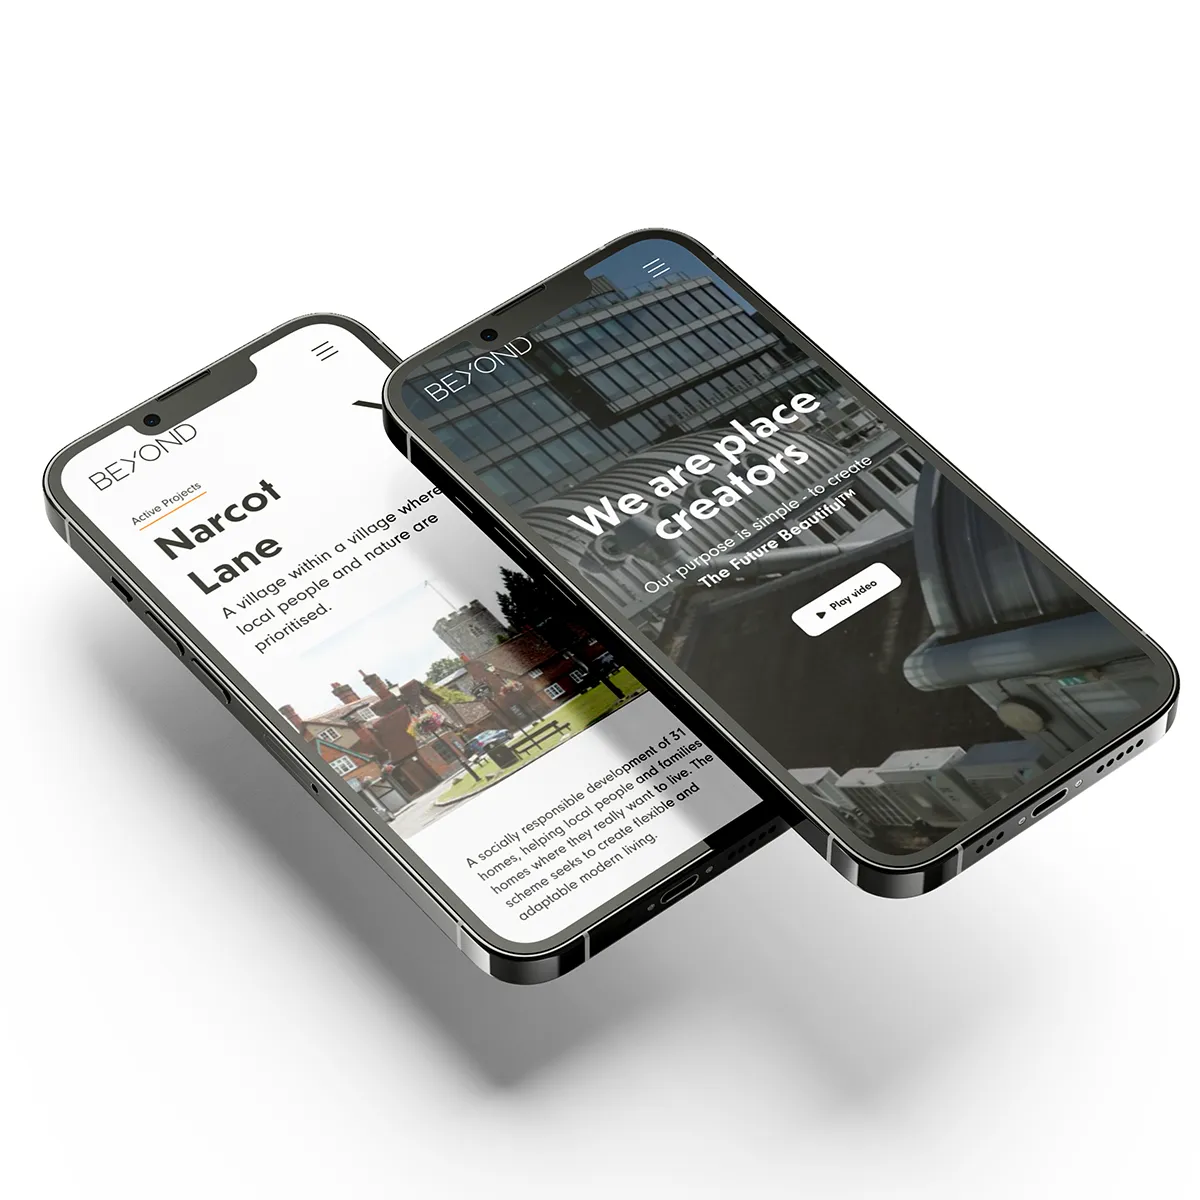 BEYOND
Active Projects
Narcot
Lane
A village within a village where
local people and nature are
prioritised.
A socially responsible development of 31
homes, helping local people and families
homes where they really want to live. The
scheme seeks to create flexible and
adaptable modern living.
BEYOND
We are place
creators
Our purpose is simple - to create
The Future Beautiful™
Play video